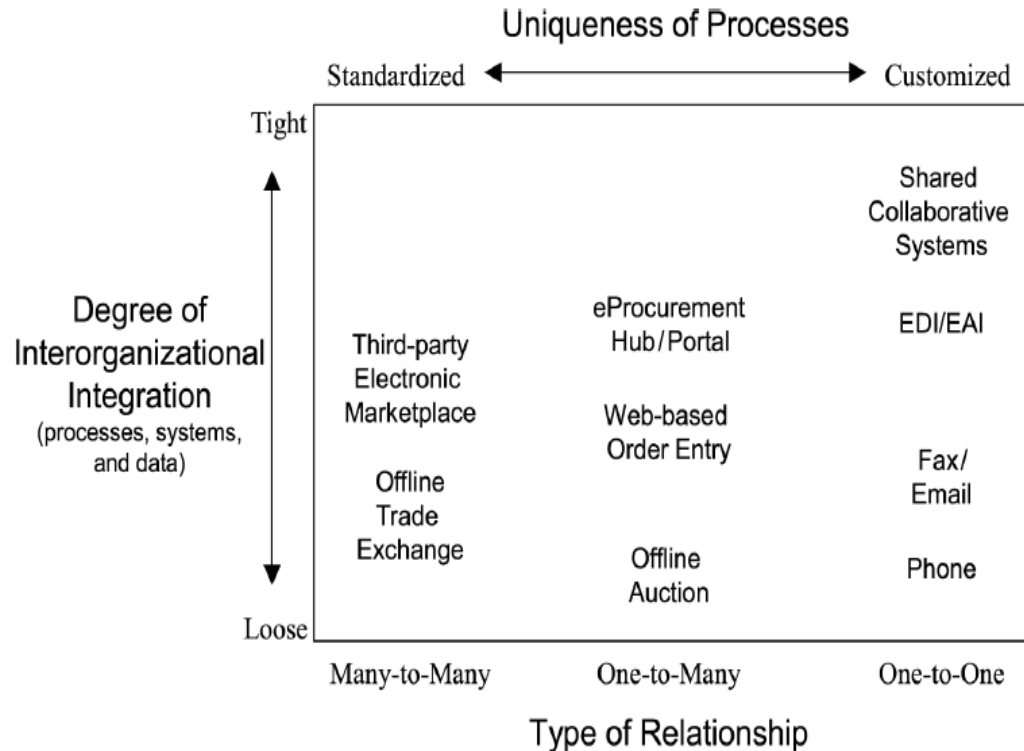 Uniqueness of Processes
Standardized
Customized
Tight
Loose
Degree of
Interorganizational
Integration
(processes, systems,
and data)
Third-party
Electronic
Marketplace
Offline
Trade
Exchange
eProcurement
Hub/Portal
Web-based
Order Entry
Offline
Auction
Shared
Collaborative
Systems
EDI/EAI
Fax/
Email
Phone
Many-to-Many
One-to-Many
One-to-One
Type of Relationship